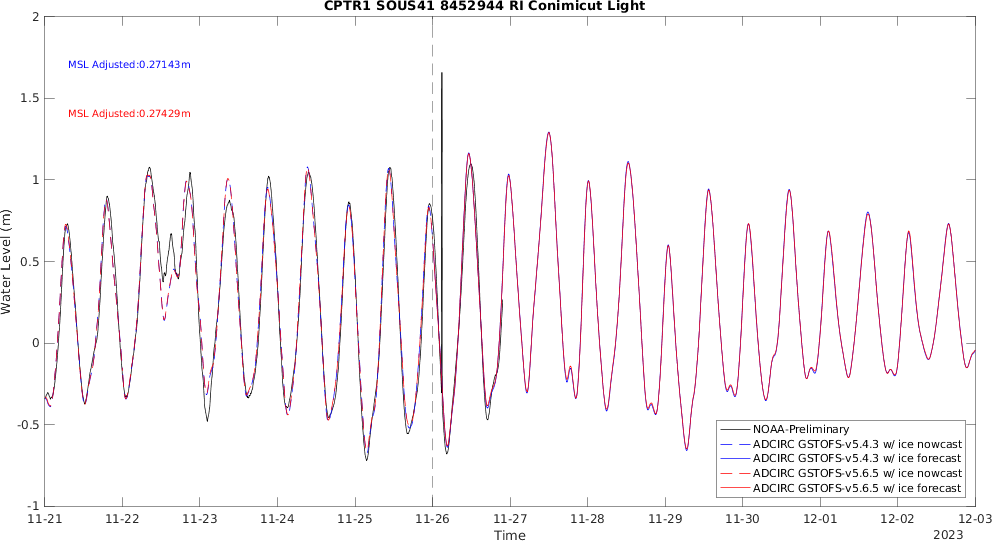 CPTR1 SOUS41 8452944 RI Conimicut Light
MSL Adjusted:0.27143m
MSL Adjusted:0.27429m
Water Level (m)
2
1.5
1
0.5
0
-0.5
-1
NOAA-Preliminary
ADCIRC GSTOFS-v5.4.3 w/ ice nowcast
ADCIRC GSTOFS-v5.4.3 w/ ice forecast
ADCIRC GSTOFS-v5.6.5 w/ ice nowcast
ADCIRC GSTOFS-v5.6.5 w/ ice forecast
11-21 11-22 11-23 11-24 11-25 11-26 11-27 11-28 11-29 11-30 12-01 12-02 12-03
Time
2023